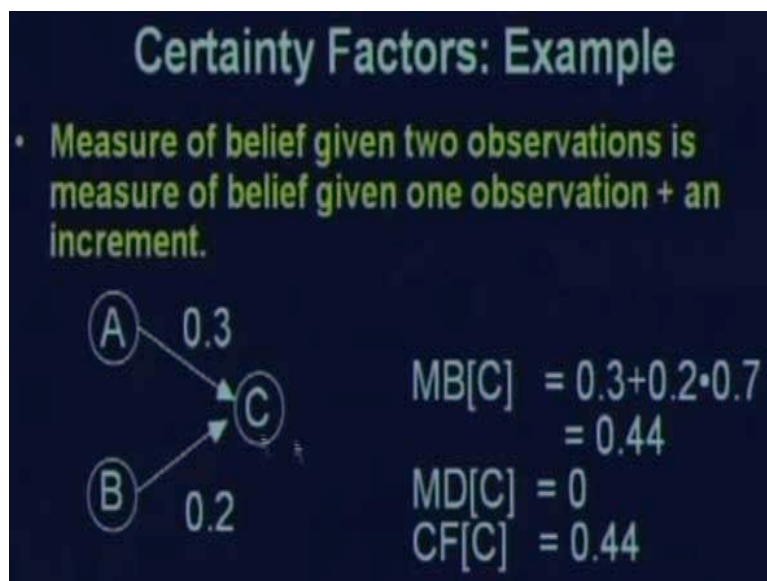 Certainty Factors: Example
• Measure of belief given two observations is
measure of belief given one observation + an
increment.
A 0.3
C
B 0.2
MB[C] = 0.3+0.2•0.7
= 0.44
MD[C] = 0
CF[C] = 0.44